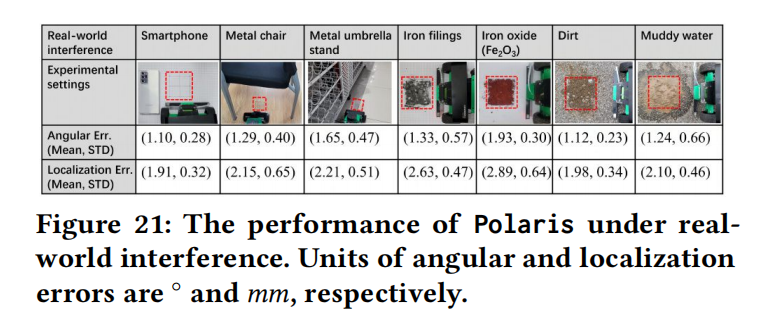 Real-world interference Smartphone Metal chair Metal umbrella stand Iron filings Iron oxide (Fe₂O₃) Dirt Muddy water
Experimental settings
Angular Err. (Mean, STD) (1.10, 0.28) (1.29, 0.40) (1.65, 0.47) (1.33, 0.57) (1.93, 0.30) (1.12, 0.23) (1.24, 0.66)
Localization Err. (Mean, STD) (1.91, 0.32) (2.15, 0.65) (2.21, 0.51) (2.63, 0.47) (2.89, 0.64) (1.98, 0.34) (2.10, 0.46)
Figure 21: The performance of Polaris under real-
world interference. Units of angular and localization
errors are ° and mm, respectively.